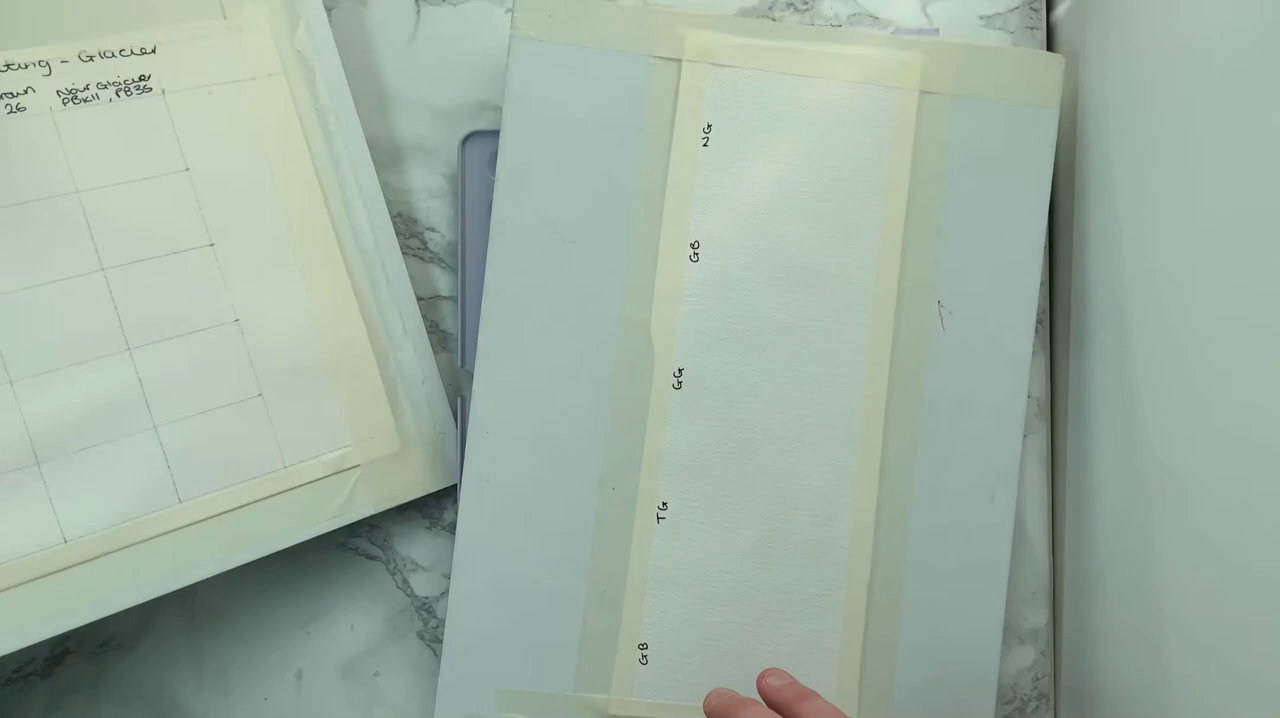 ting - Glacier
26
Noir Glacier
PBk11, PB35
NG
GB
GG
TG
GB